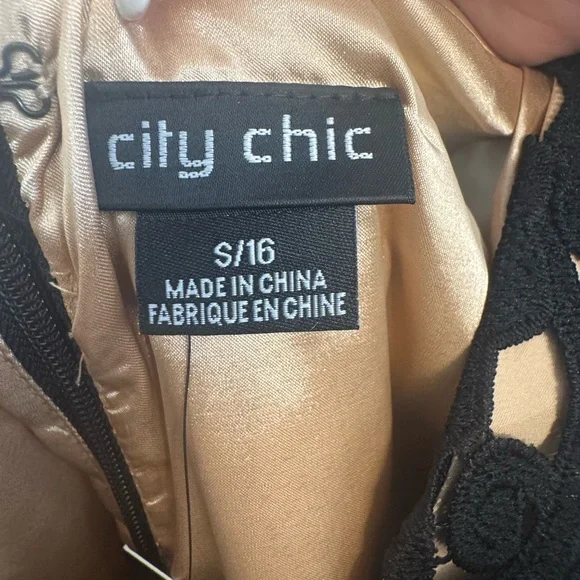 city chic
S/16
MADE IN CHINA
FABRIQUE EN CHINE